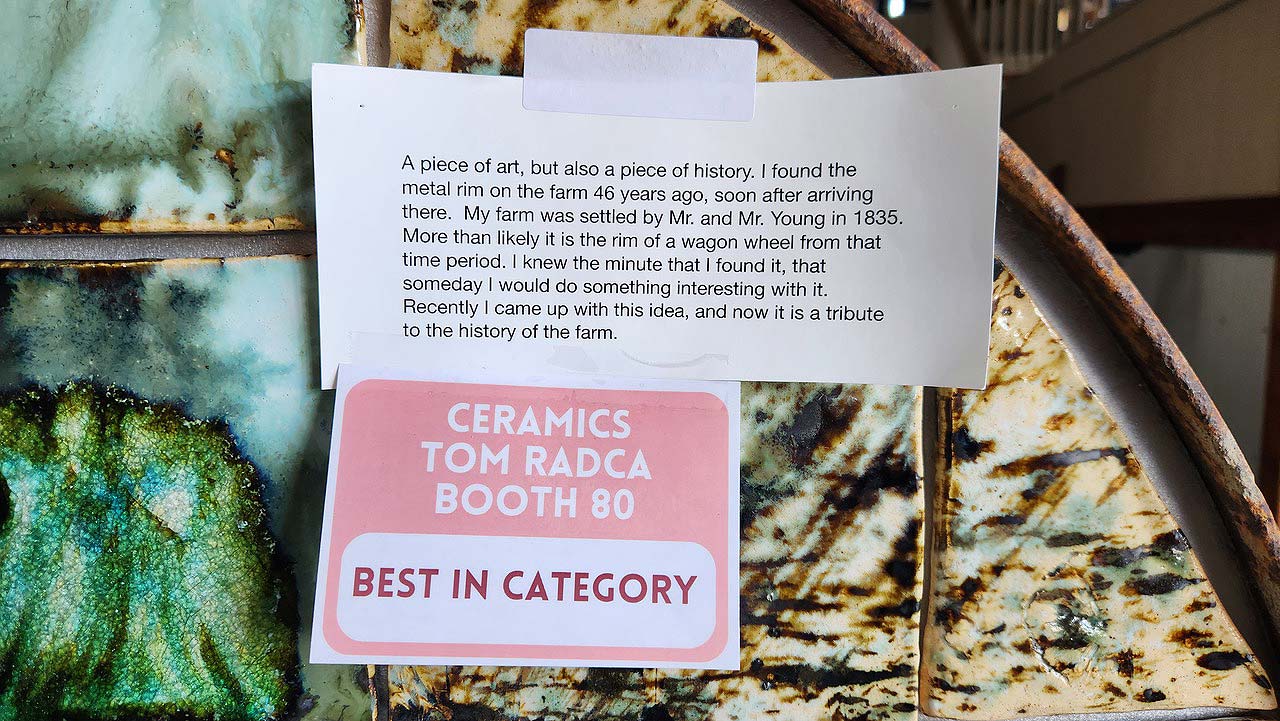 A piece of art, but also a piece of history. I found the
metal rim on the farm 46 years ago, soon after arriving
there.  My farm was settled by Mr. and Mr. Young in 1835.
More than likely it is the rim of a wagon wheel from that
time period. I knew the minute that I found it, that
someday I would do something interesting with it.
Recently I came up with this idea, and now it is a tribute
to the history of the farm.
CERAMICS
TOM RADCA
BOOTH 80
BEST IN CATEGORY